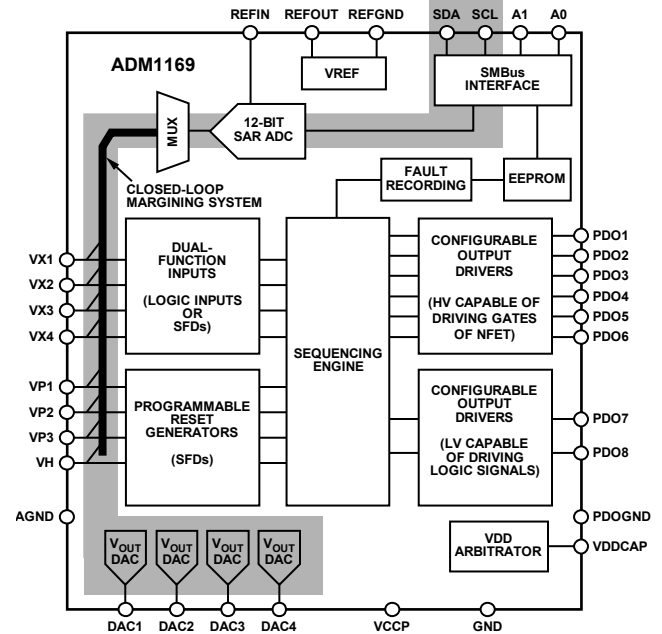 REFIN REFOUT REFGND SDA SCL A1 A0
ADM1169
VREF
SMBus
INTERFACE
MUX
12-BIT
SAR ADC
FAULT
RECORDING
EEPROM
CLOSED-LOOP
MARGINING SYSTEM
VX1
VX2
VX3
VX4
VP1
VP2
VP3
VH
AGND
DUAL-
FUNCTION
INPUTS
(LOGIC INPUTS
OR
SFDs)
PROGRAMMABLE
RESET
GENERATORS
(SFDs)
SEQUENCING
ENGINE
CONFIGURABLE
OUTPUT
DRIVERS
(HV CAPABLE OF
DRIVING GATES
OF NFET)
CONFIGURABLE
OUTPUT
DRIVERS
(LV CAPABLE
OF DRIVING
LOGIC SIGNALS)
PDO1
PDO2
PDO3
PDO4
PDO5
PDO6
PDO7
PDO8
PDOGND
VDDCAP
VDD
ARBITRATOR
VOUT
DAC
VOUT
DAC
VOUT
DAC
VOUT
DAC
DAC1 DAC2 DAC3 DAC4 VCCP GND